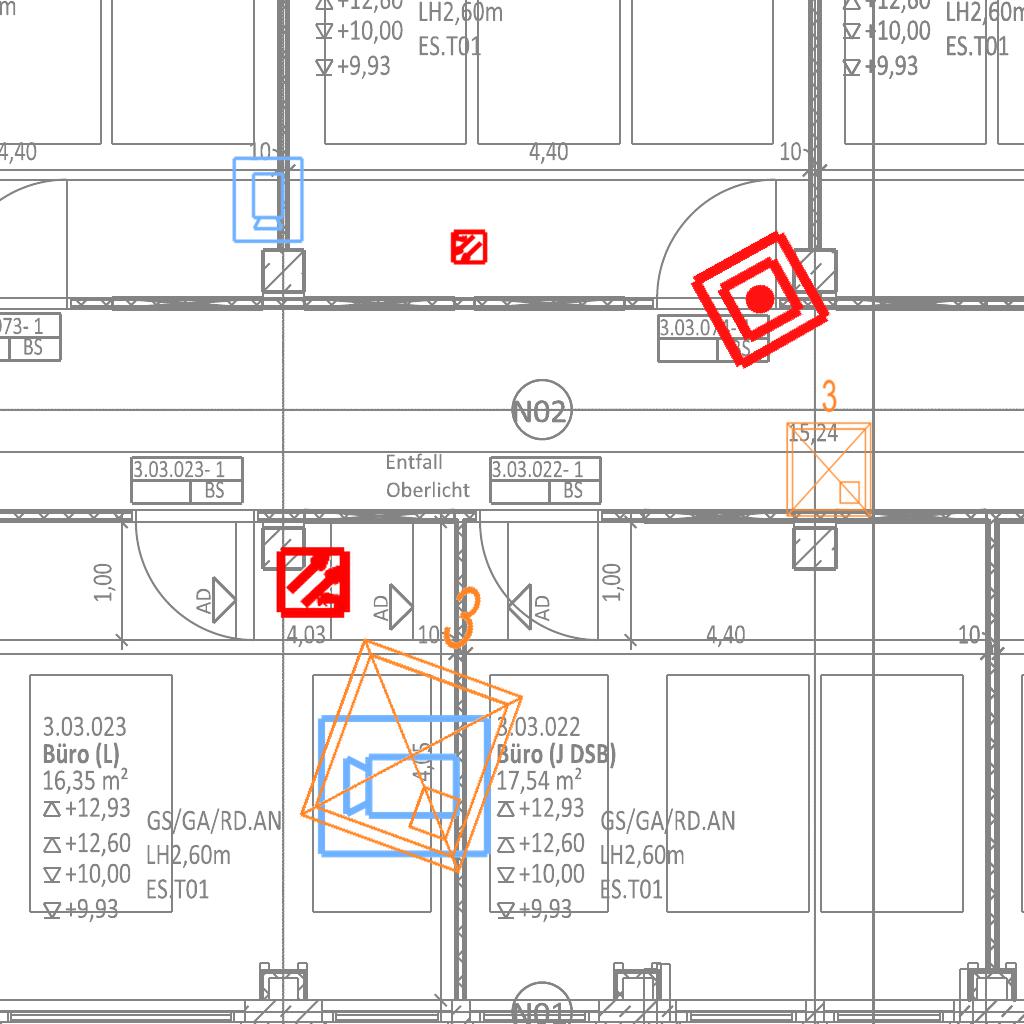 m
+12,60
LH2,60m
+10,00
ES.T01
+9,93
+12,60
LH2,60m
+10,00
ES.T01
+9,93
4,40
10
4,40
10
073- 1
BS
3.03.074-1
BS
3
N02
15,24
3.03.023- 1
BS
Entfall
Oberlicht
3.03.022- 1
BS
1,00
AD
AD
AD
1,00
3
3
4,03
10
4,40
10
3.03.023
Büro (L)
16,35 m²
+12,93
GS/GA/RD.AN
+12,60
LH2,60m
+10,00
ES.T01
+9,93
3.03.022
Büro (J DSB)
17,54 m²
+12,93
GS/GA/RD.AN
+12,60
LH2,60m
+10,00
ES.T01
+9,93
N01